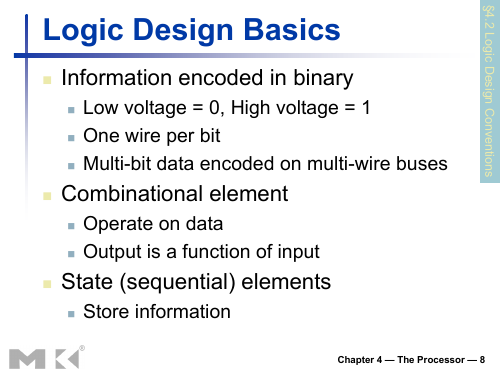 Logic Design Basics
§4.2 Logic Design Conventions
Information encoded in binary
Low voltage = 0, High voltage = 1
One wire per bit
Multi-bit data encoded on multi-wire buses
Combinational element
Operate on data
Output is a function of input
State (sequential) elements
Store information
MK®
Chapter 4 — The Processor — 8